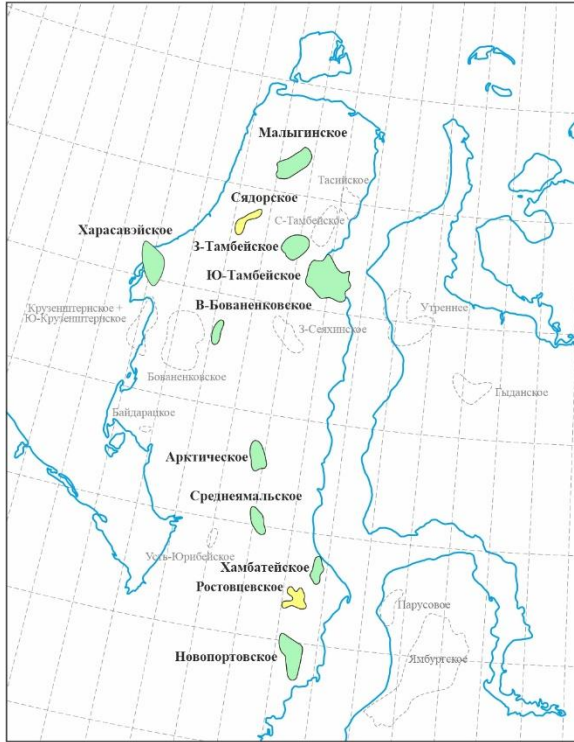 Малыгинское
Тасийское
Сядорское
С-Тамбейское
Харасавэйское
З-Тамбейское
Ю-Тамбейское
В-Бованенковское
Крузенштернское +
Ю-Крузенштернское
Утреннее
З-Сеяхинское
Бованенковское
Гыданское
Байдарацкое
Арктическое
Среднеямальское
Усть-Юрибейское
Хамбатейское
Ростовцевское
Парусовое
Новопортовское
Ямбургское